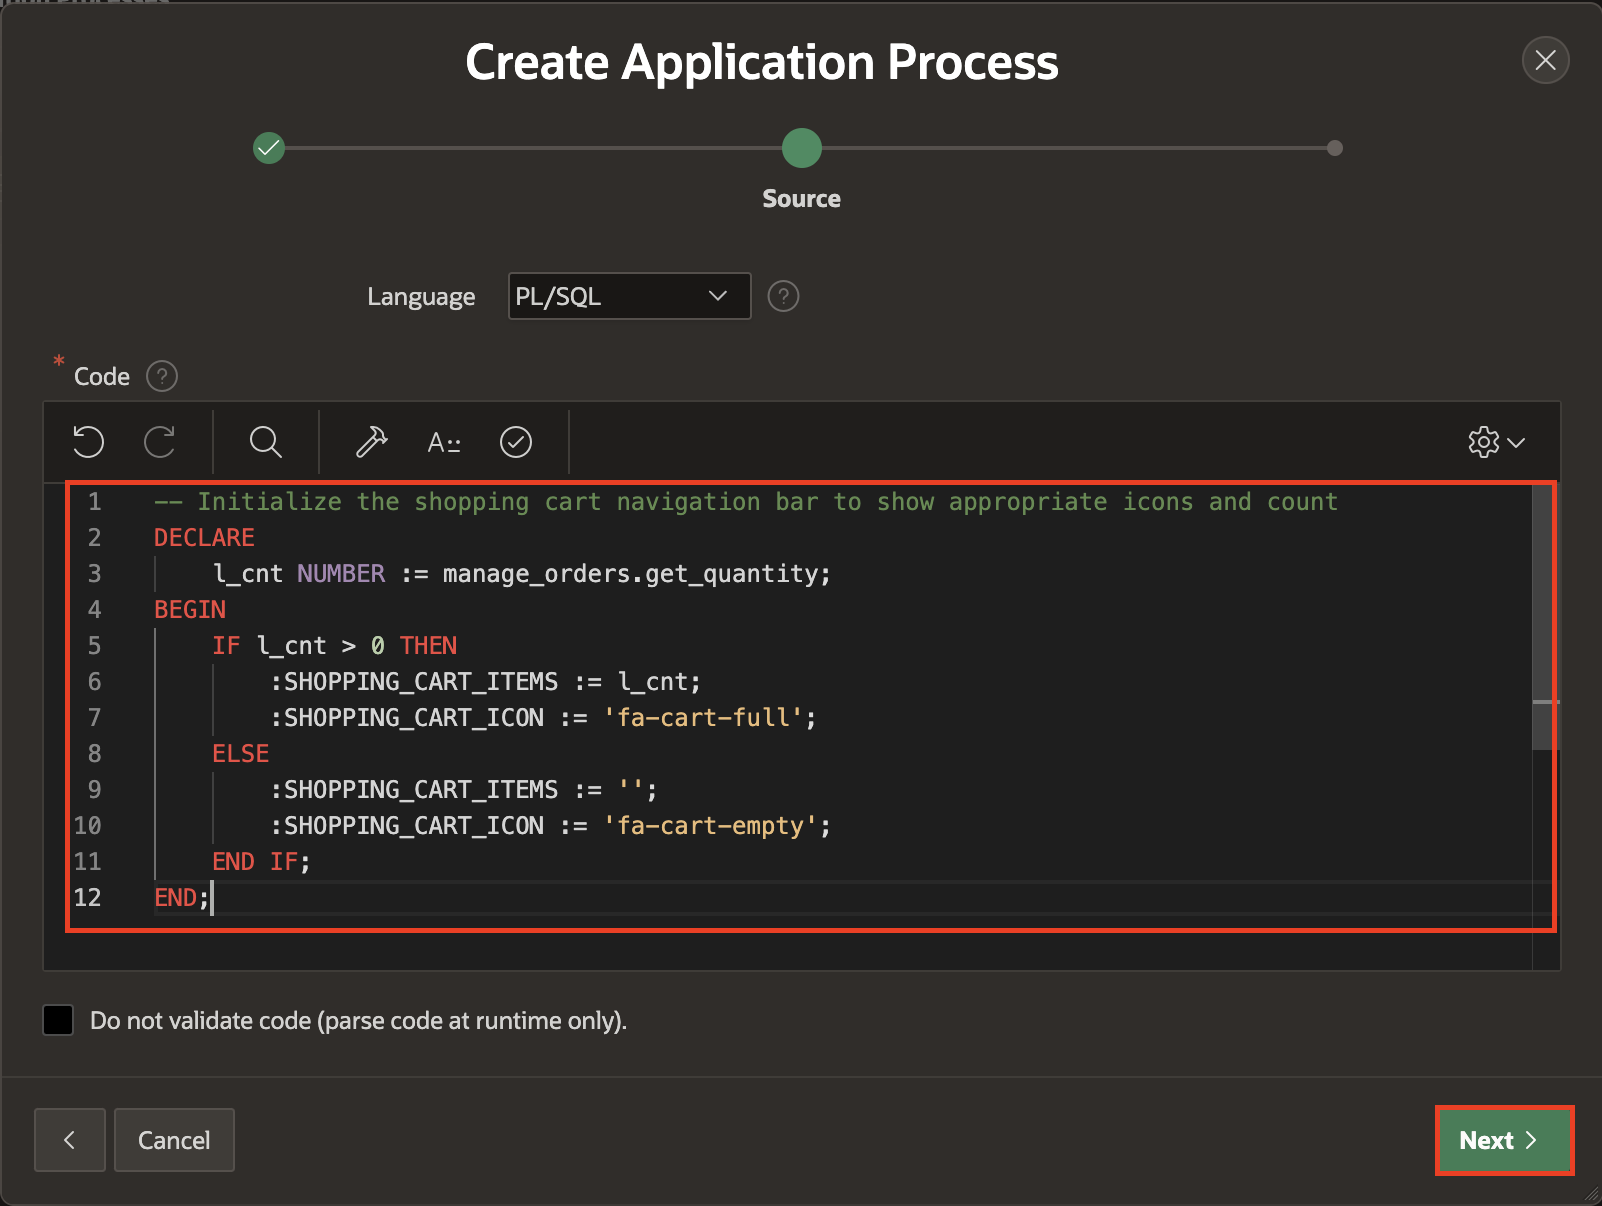 Create Application Process
Source
Language PL/SQL ?
* Code ?
A::
1 -- Initialize the shopping cart navigation bar to show appropriate icons and count
2 DECLARE
3 l_cnt NUMBER := manage_orders.get_quantity;
4 BEGIN
5 IF l_cnt > 0 THEN
6 :SHOPPING_CART_ITEMS := l_cnt;
7 :SHOPPING_CART_ICON := 'fa-cart-full';
8 ELSE
9 :SHOPPING_CART_ITEMS := '';
10 :SHOPPING_CART_ICON := 'fa-cart-empty';
11 END IF;
12 END;
Do not validate code (parse code at runtime only).
Cancel
Next